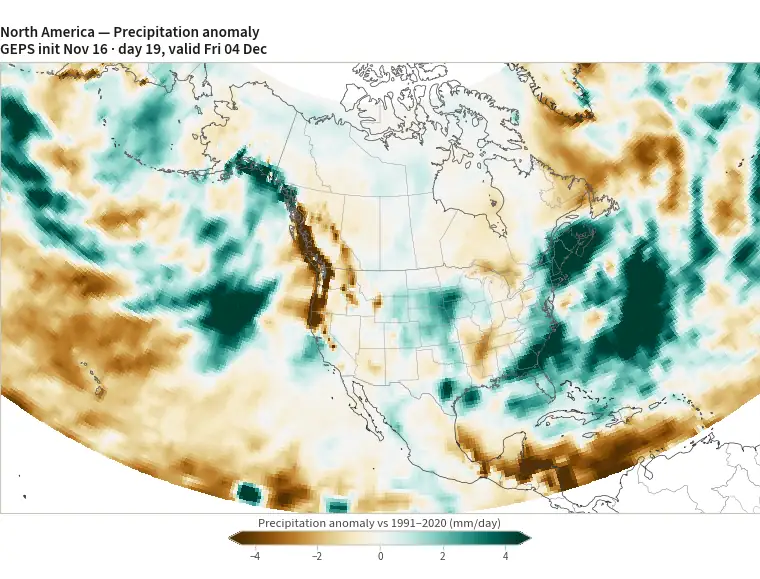 North America — Precipitation anomaly
GEPS init Nov 16 · day 19, valid Fri 04 Dec
Precipitation anomaly vs 1991–2020 (mm/day)
−4 −2 0 2 4